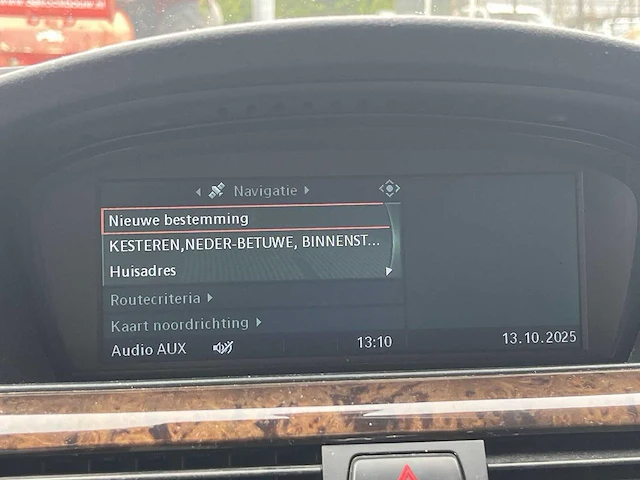 Navigatie
Nieuwe bestemming
KESTEREN,NEDER-BETUWE, BINNENST...
Huisadres
Routecriteria
Kaart noordrichting
Audio AUX 13:10 13.10.2025